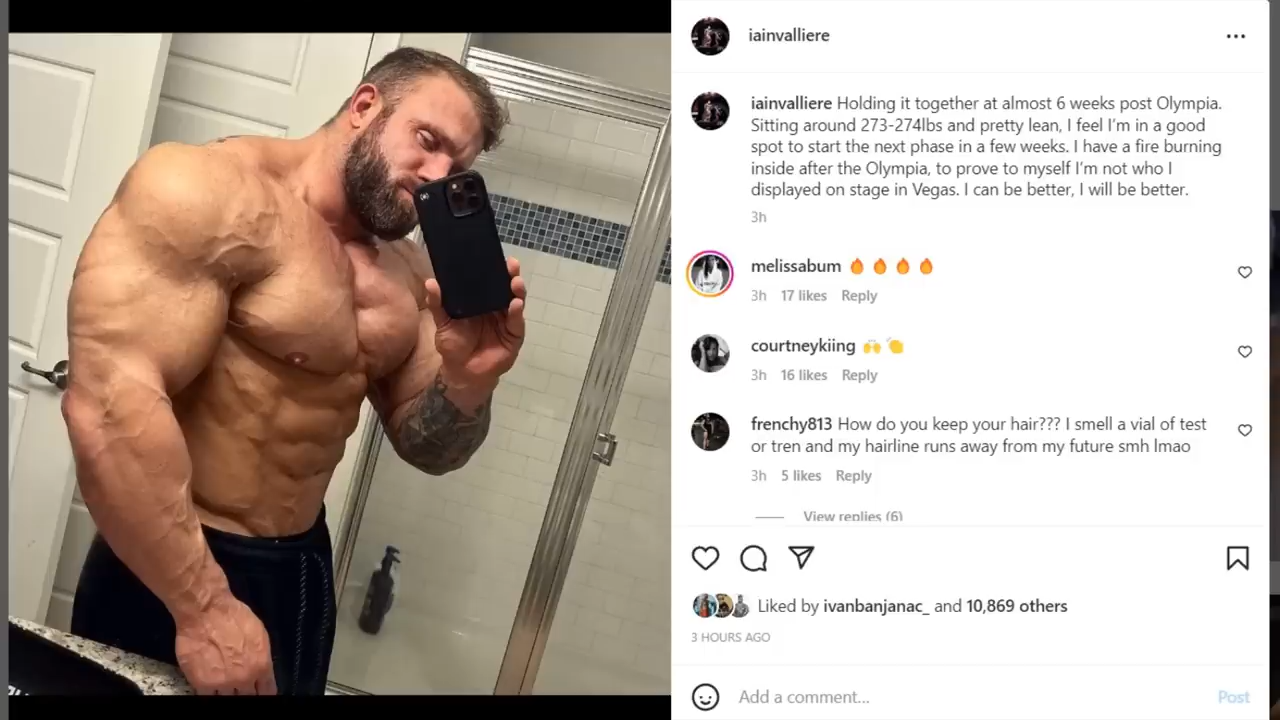 iainvalliere
iainvalliere Holding it together at almost 6 weeks post Olympia.
Sitting around 273-274lbs and pretty lean, I feel I'm in a good
spot to start the next phase in a few weeks. I have a fire burning
inside after the Olympia, to prove to myself I'm not who I
displayed on stage in Vegas. I can be better, I will be better.
3h
melissabum 🔥 🔥 🔥 🔥
3h 17 likes Reply
courtneykiing 🙌 👏
3h 16 likes Reply
frenchy813 How do you keep your hair??? I smell a vial of test
or tren and my hairline runs away from my future smh lmao
3h 5 likes Reply
View replies (6)
Liked by ivanbanjanac_ and 10,869 others
3 HOURS AGO
Add a comment... Post